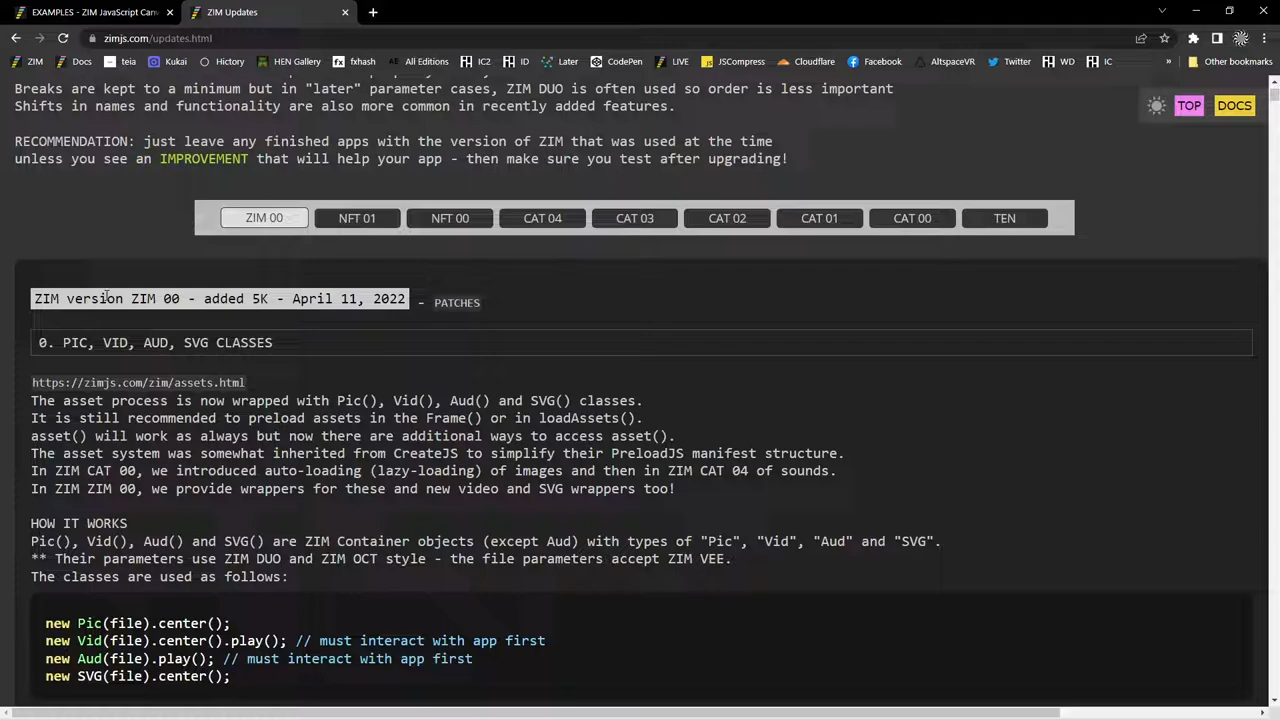 EXAMPLES - ZIM JavaScript Can
ZIM Updates
zimjs.com/updates.html
ZIM
Docs
teia
Kukai
Hictory
fxhash
HEN Gallery
All Editions
IC2
ID
Later
CodePen
LIVE
JSCompress
Cloudflare
Facebook
AltspaceVR
Twitter
WD
IC
»
Other bookmarks
Breaks are kept to a minimum but in "later" parameter cases, ZIM DUO is often used so order is less important
Shifts in names and functionality are also more common in recently added features.
TOP
DOCS
RECOMMENDATION: just leave any finished apps with the version of ZIM that was used at the time
unless you see an IMPROVEMENT that will help your app - then make sure you test after upgrading!
ZIM 00
NFT 01
NFT 00
CAT 04
CAT 03
CAT 02
CAT 01
CAT 00
TEN
ZIM version ZIM 00 - added 5K - April 11, 2022 - PATCHES
0. PIC, VID, AUD, SVG CLASSES
https://zimjs.com/zim/assets.html
The asset process is now wrapped with Pic(), Vid(), Aud() and SVG() classes.
It is still recommended to preload assets in the Frame() or in loadAssets().
asset() will work as always but now there are additional ways to access asset().
The asset system was somewhat inherited from CreateJS to simplify their PreloadJS manifest structure.
In ZIM CAT 00, we introduced auto-loading (lazy-loading) of images and then in ZIM CAT 04 of sounds.
In ZIM ZIM 00, we provide wrappers for these and new video and SVG wrappers too!
HOW IT WORKS
Pic(), Vid(), Aud() and SVG() are ZIM Container objects (except Aud) with types of "Pic", "Vid", "Aud" and "SVG".
** Their parameters use ZIM DUO and ZIM OCT style - the file parameters accept ZIM VEE.
The classes are used as follows:
new Pic(file).center();
new Vid(file).center().play(); // must interact with app first
new Aud(file).play(); // must interact with app first
new SVG(file).center();